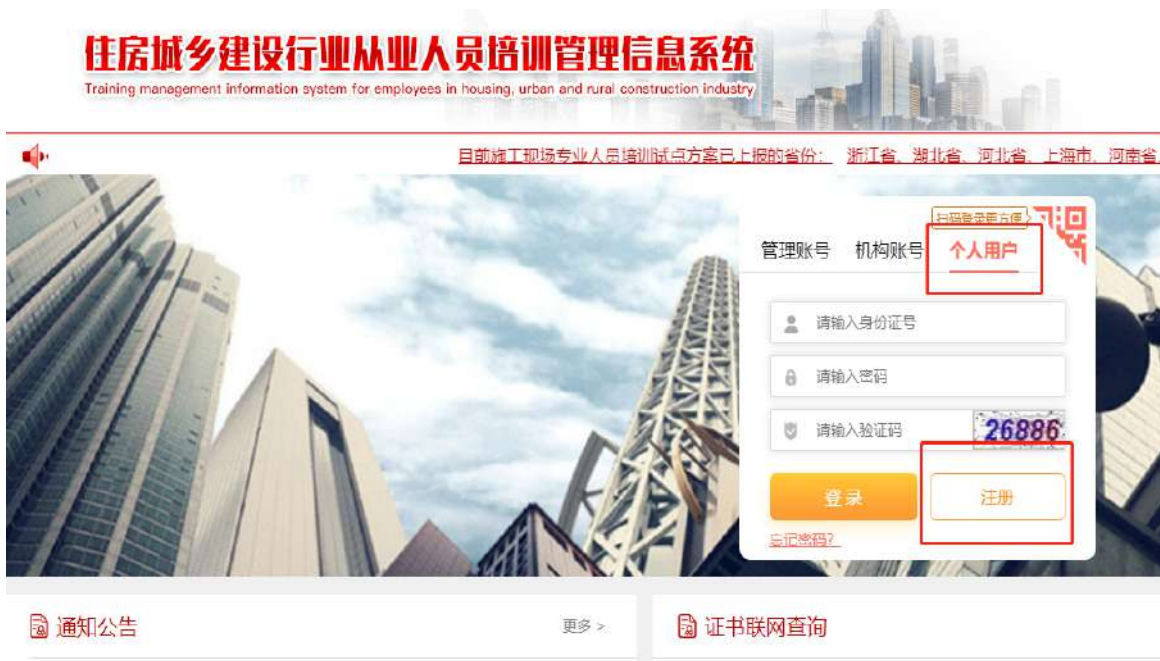 住房城乡建设行业从业人员培训管理信息系统
Training management information system for employees in housing, urban and rural construction industry
目前施工现场专业人员培训试点方案已上报的省份： 浙江省、湖北省、河北省、上海市、河南省
扫码登录更方便
管理账号 机构账号 个人用户
请输入身份证号
请输入密码
请输入验证码 26886
登录 注册
忘记密码?
通知公告 更多 >
证书联网查询